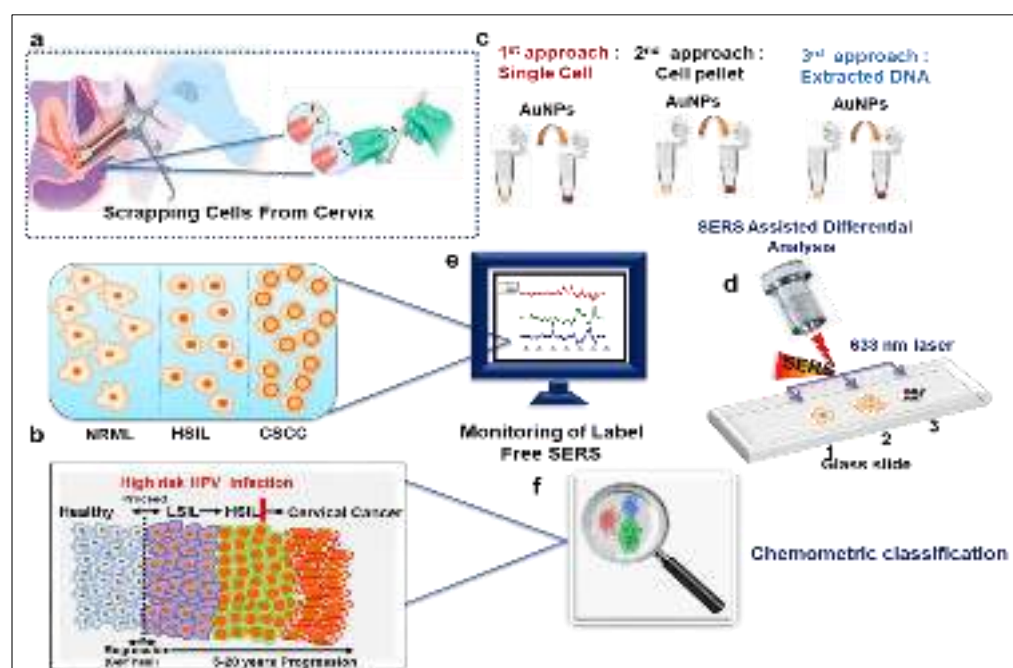 a
Scrapping Cells From Cervix
c
1st approach :
Single Cell
AuNPs
2nd approach :
Cell pellet
AuNPs
3rd approach :
Extracted DNA
AuNPs
SERS Assisted Differential
Analysis
d
633 nm laser
SERS
1
2
3
Glass slide
e
Monitoring of Label
Free SERS
b
NRML
HSIL
CSCC
High risk HPV Infection
Healthy
LSIL
HSIL
Cervical Cancer
Regression
5-20 years Progression
f
Chemometric classification